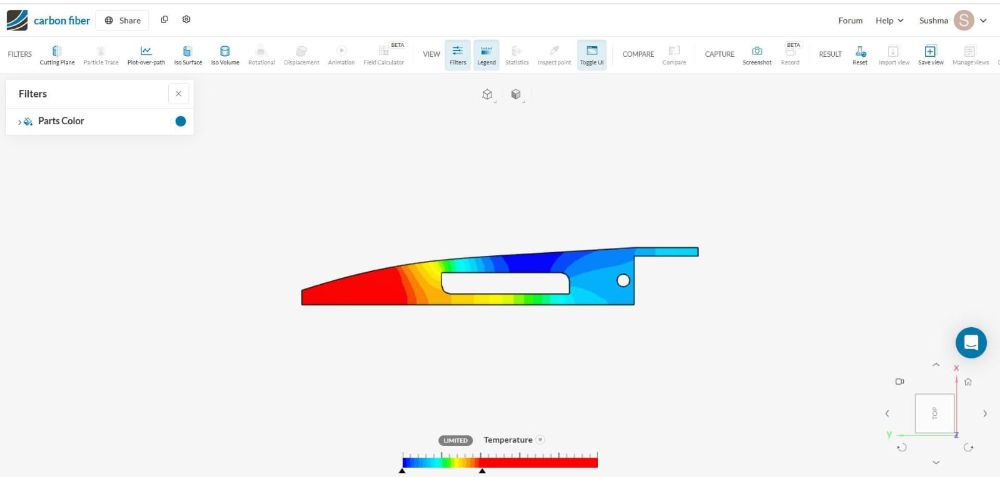 carbon fiber Share Forum Help Sushma S
FILTERS Cutting Plane Particle Trace Plot-over-path Iso Surface Iso Volume Rotational Displacement Animation BETA Field Calculator VIEW Filters Legend Statistics Inspect point Toggle UI COMPARE Compare CAPTURE Screenshot BETA Record RESULT Reset Import view Save view Manage views
Filters
Parts Color
X
TOP
Y
Z
LIMITED Temperature